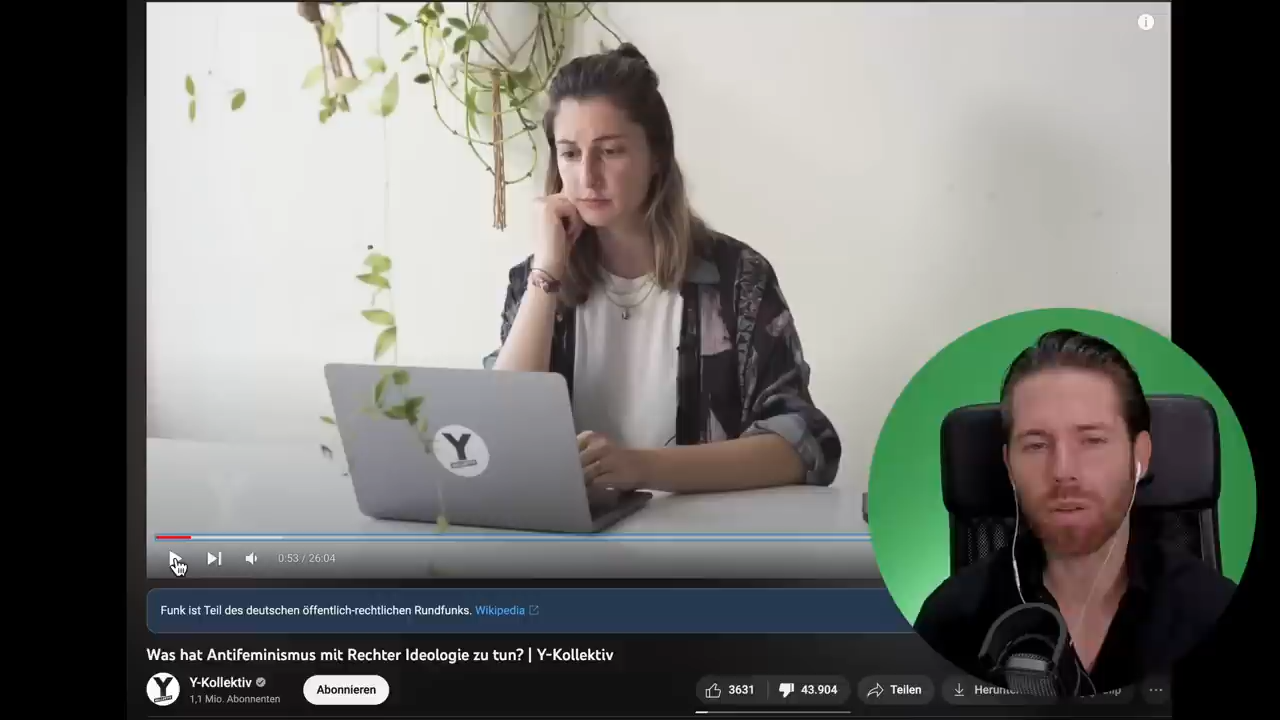 Y
0:53 / 26:04
Funk ist Teil des deutschen öffentlich-rechtlichen Rundfunks. Wikipedia
Was hat Antifeminismus mit Rechter Ideologie zu tun? | Y-Kollektiv
Y
Y-Kollektiv
1,1 Mio. Abonnenten
Abonnieren
3631
43.904
Teilen